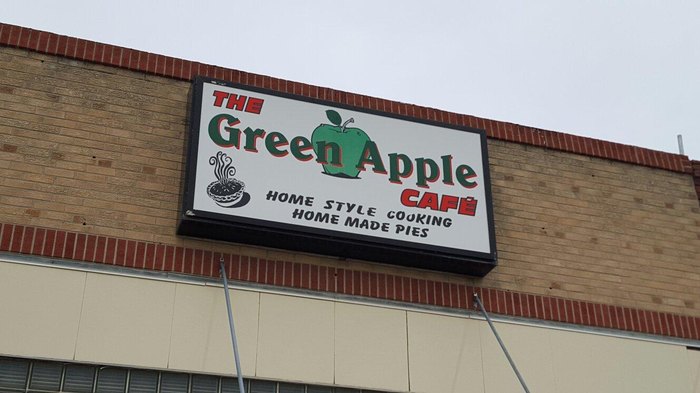 THE
Green Apple
CAFÉ
HOME STYLE COOKING
HOME MADE PIES